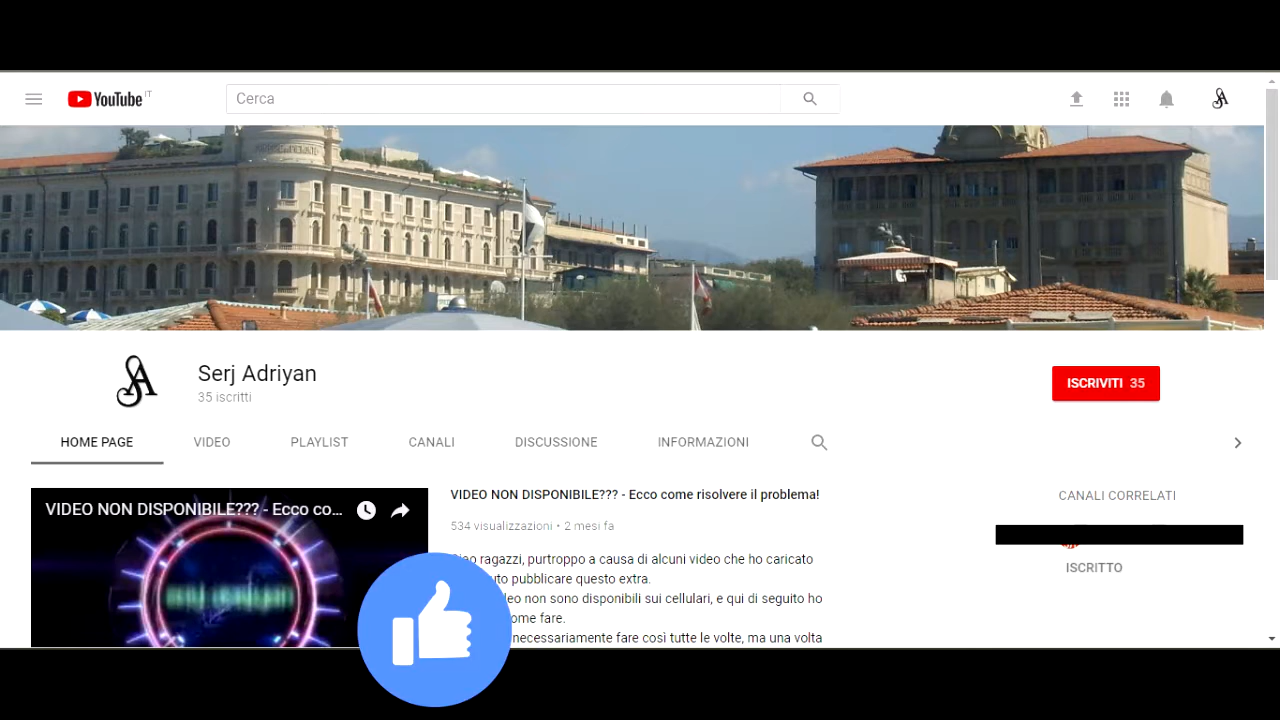 YouTube IT
Cerca
Serj Adriyan
35 iscritti
ISCRIVITI 35
HOME PAGE
VIDEO
PLAYLIST
CANALI
DISCUSSIONE
INFORMAZIONI
VIDEO NON DISPONIBILE??? - Ecco co...
VIDEO NON DISPONIBILE??? - Ecco come risolvere il problema!
534 visualizzazioni • 2 mesi fa
ragazzi, purtroppo a causa di alcuni video che ho caricato
pubblicare questo extra.
non sono disponibili sui cellulari, e qui di seguito ho
fare.
necessariamente fare così tutte le volte, ma una volta
CANALI CORRELATI
ISCRITTO